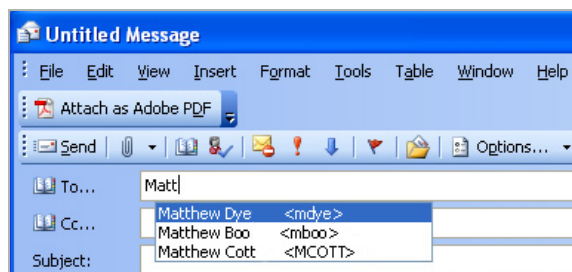 Untitled Message
File Edit View Insert Format Tools Table Window Help
Attach as Adobe PDF
Send Options...
To... Matt
Matthew Dye <mdye>
Cc... Matthew Boo <mboo>
Matthew Cott <MCOTT>
Subject: